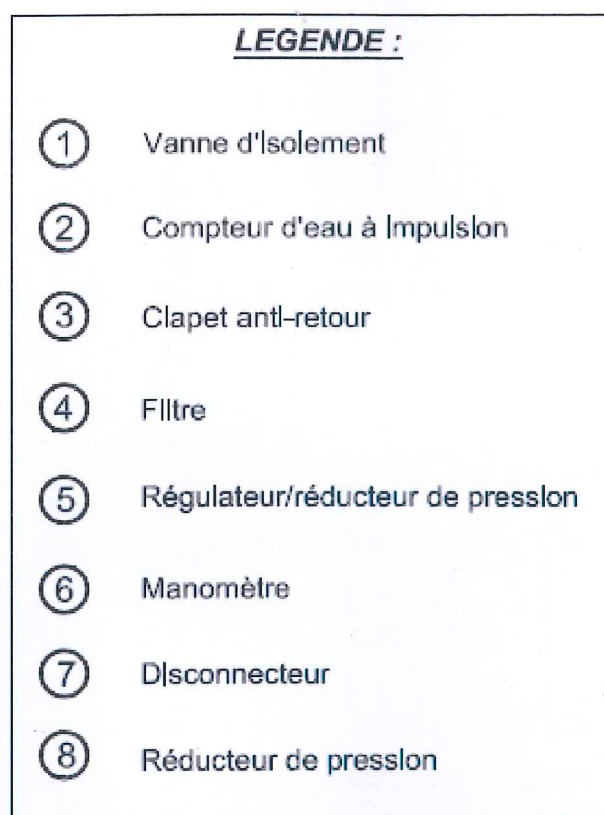 LEGENDE :
1 Vanne d'Isolement
2 Compteur d'eau à Impulsion
3 Clapet anti-retour
4 Filtre
5 Régulateur/réducteur de pression
6 Manomètre
7 Disconnecteur
8 Réducteur de pression